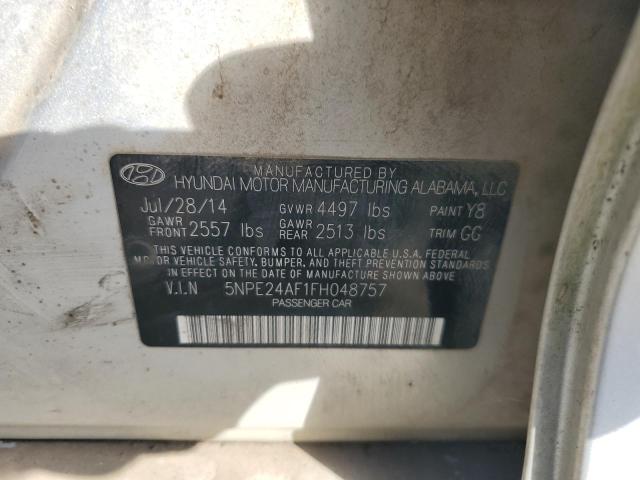 MANUFACTURED BY
HYUNDAI MOTOR MANUFACTURING ALABAMA, LLC
Jul/28/14 GVWR 4497 lbs PAINT Y8
GAWR FRONT 2557 lbs GAWR REAR 2513 lbs TRIM GG
THIS VEHICLE CONFORMS TO ALL APPLICABLE U.S.A. FEDERAL
MOTOR VEHICLE SAFETY, BUMPER, AND THEFT PREVENTION STANDARDS
IN EFFECT ON THE DATE OF MANUFACTURE SHOWN ABOVE.
V.I.N 5NPE24AF1FH048757
PASSENGER CAR